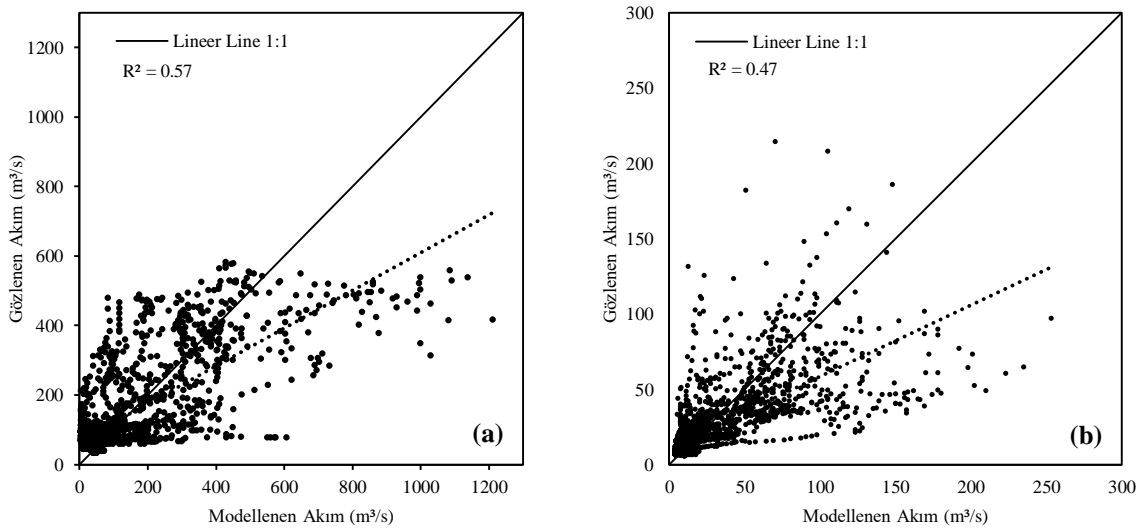 1200
1000
800
600
400
200
0
Gözlenen Akım (m³/s)
Lineer Line 1:1
R² = 0.57
(a)
0 200 400 600 800 1000 1200
Modellenen Akım (m³/s)
300
250
200
150
100
50
0
Gözlenen Akım (m³/s)
Lineer Line 1:1
R² = 0.47
(b)
0 50 100 150 200 250 300
Modellenen Akım (m³/s)